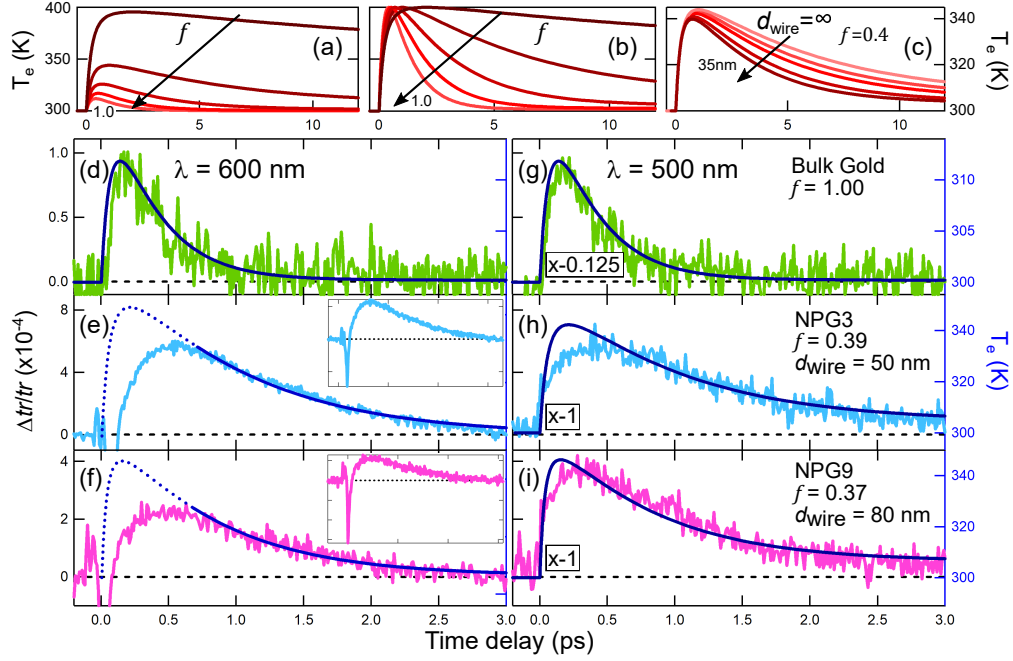 T_e (K)
400
350
300
f
1.0
(a)
0
5
10
f
1.0
(b)
0
5
10
d_wire=∞
f=0.4
35nm
(c)
0
5
10
340
320
300
T_e (K)
(d)
λ = 600 nm
1.0
0.5
0.0
(g)
λ = 500 nm
Bulk Gold
f = 1.00
x-0.125
310
305
300
Δtr/tr (x10⁻⁴)
(e)
8
4
0
(h)
NPG3
f = 0.39
d_wire = 50 nm
x-1
340
330
320
310
300
T_e (K)
(f)
4
2
0
(i)
NPG9
f = 0.37
d_wire = 80 nm
x-1
340
320
300
0.0
0.5
1.0
1.5
2.0
2.5
3.0
0.0
0.5
1.0
1.5
2.0
2.5
3.0
Time delay (ps)